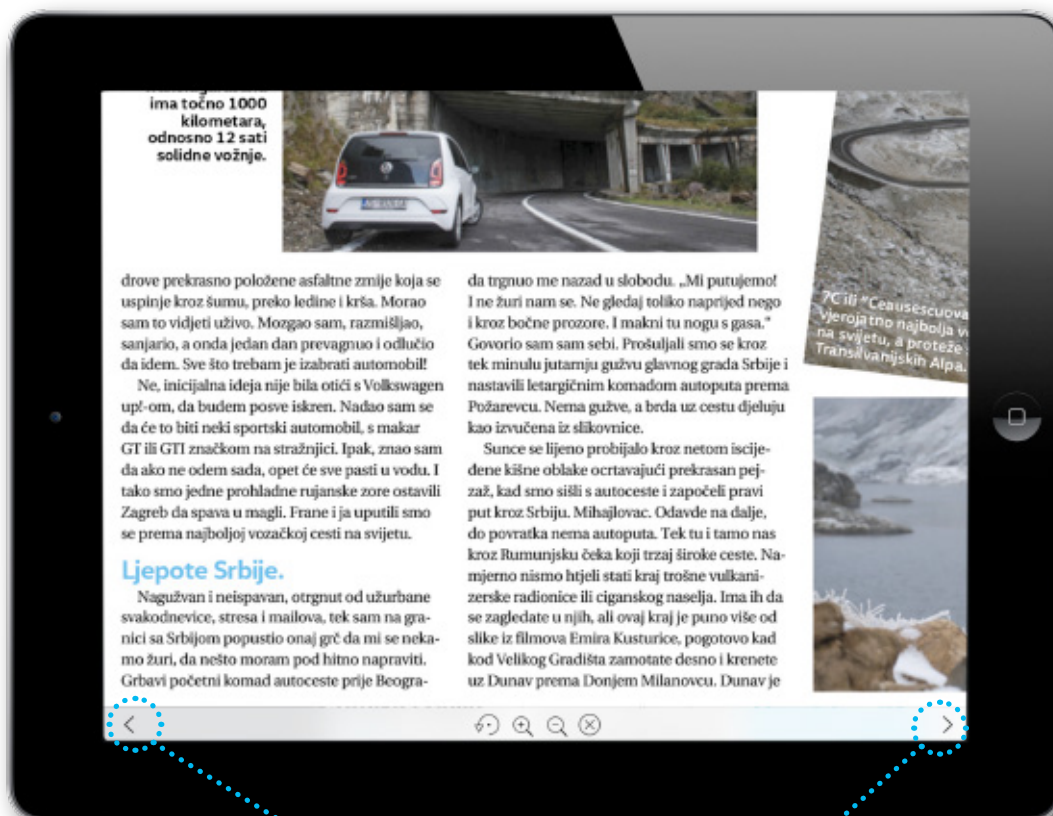 ima točno 1000
kilometara,
odnosno 12 sati
solidne vožnje.
drove prekrasno položene asfaltne zmije koja se
uspinje kroz šumu, preko ledine i krša. Morao
sam to vidjeti uživo. Mozgao sam, razmišljao,
sanjario, a onda jedan dan prevagnuo i odlučio
da idem. Sve što trebam je izabrati automobil!
Ne, inicijalna ideja nije bila otići s Volkswagen
up!-om, da budem posve iskren. Nadao sam se
da će to biti neki sportski automobil, s makar
GT ili GTI značkom na stražnjici. Ipak, znao sam
da ako ne odem sada, opet će sve pasti u vodu. I
tako smo jedne prohladne rujanske zore ostavili
Zagreb da spava u magli. Frane i ja uputili smo
se prema najboljoj vozačkoj cesti na svijetu.
Ljepote Srbije.
Nagužvan i neispavan, otrgnut od užurbane
svakodnevice, stresa i mailova, tek sam na gra-
nici sa Srbijom popustio onaj grč da mi se neka-
mo žuri, da nešto moram pod hitno napraviti.
Grbavi početni komad autoceste prije Beogra-
da trgnuo me nazad u slobodu. „Mi putujemo!
I ne žuri nam se. Ne gledaj toliko naprijed nego
i kroz bočne prozore. I makni tu nogu s gasa.“
Govorio sam sam sebi. Prošuljali smo se kroz
tek minulu jutarnju gužvu glavnog grada Srbije i
nastavili letargičnim komadom autoputa prema
Požarevcu. Nema gužve, a brda uz cestu djeluju
kao izvučena iz slikovnice.
Sunce se lijeno probijalo kroz netom iscije-
đene kišne oblake ocrtavajući prekrasan pej-
zaž, kad smo sišli s autoceste i započeli pravi
put kroz Srbiju. Mihajlovac. Odavde na dalje,
do povratka nema autoputa. Tek tu i tamo nas
kroz Rumunjsku čeka koji trzaj široke ceste. Na-
mjerno nismo htjeli stati kraj trošne vulkani-
zerske radionice ili ciganskog naselja. Ima ih da
se zagledate u njih, ali ovaj kraj je puno više od
slike iz filmova Emira Kusturice, pogotovo kad
kod Velikog Gradišta zamotate desno i krenete
uz Dunav prema Donjem Milanovcu. Dunav je
7C ili "Ceausescuova
vjerojatno najbolja
na svijetu, a proteže
Transilvanijskih Alpa.